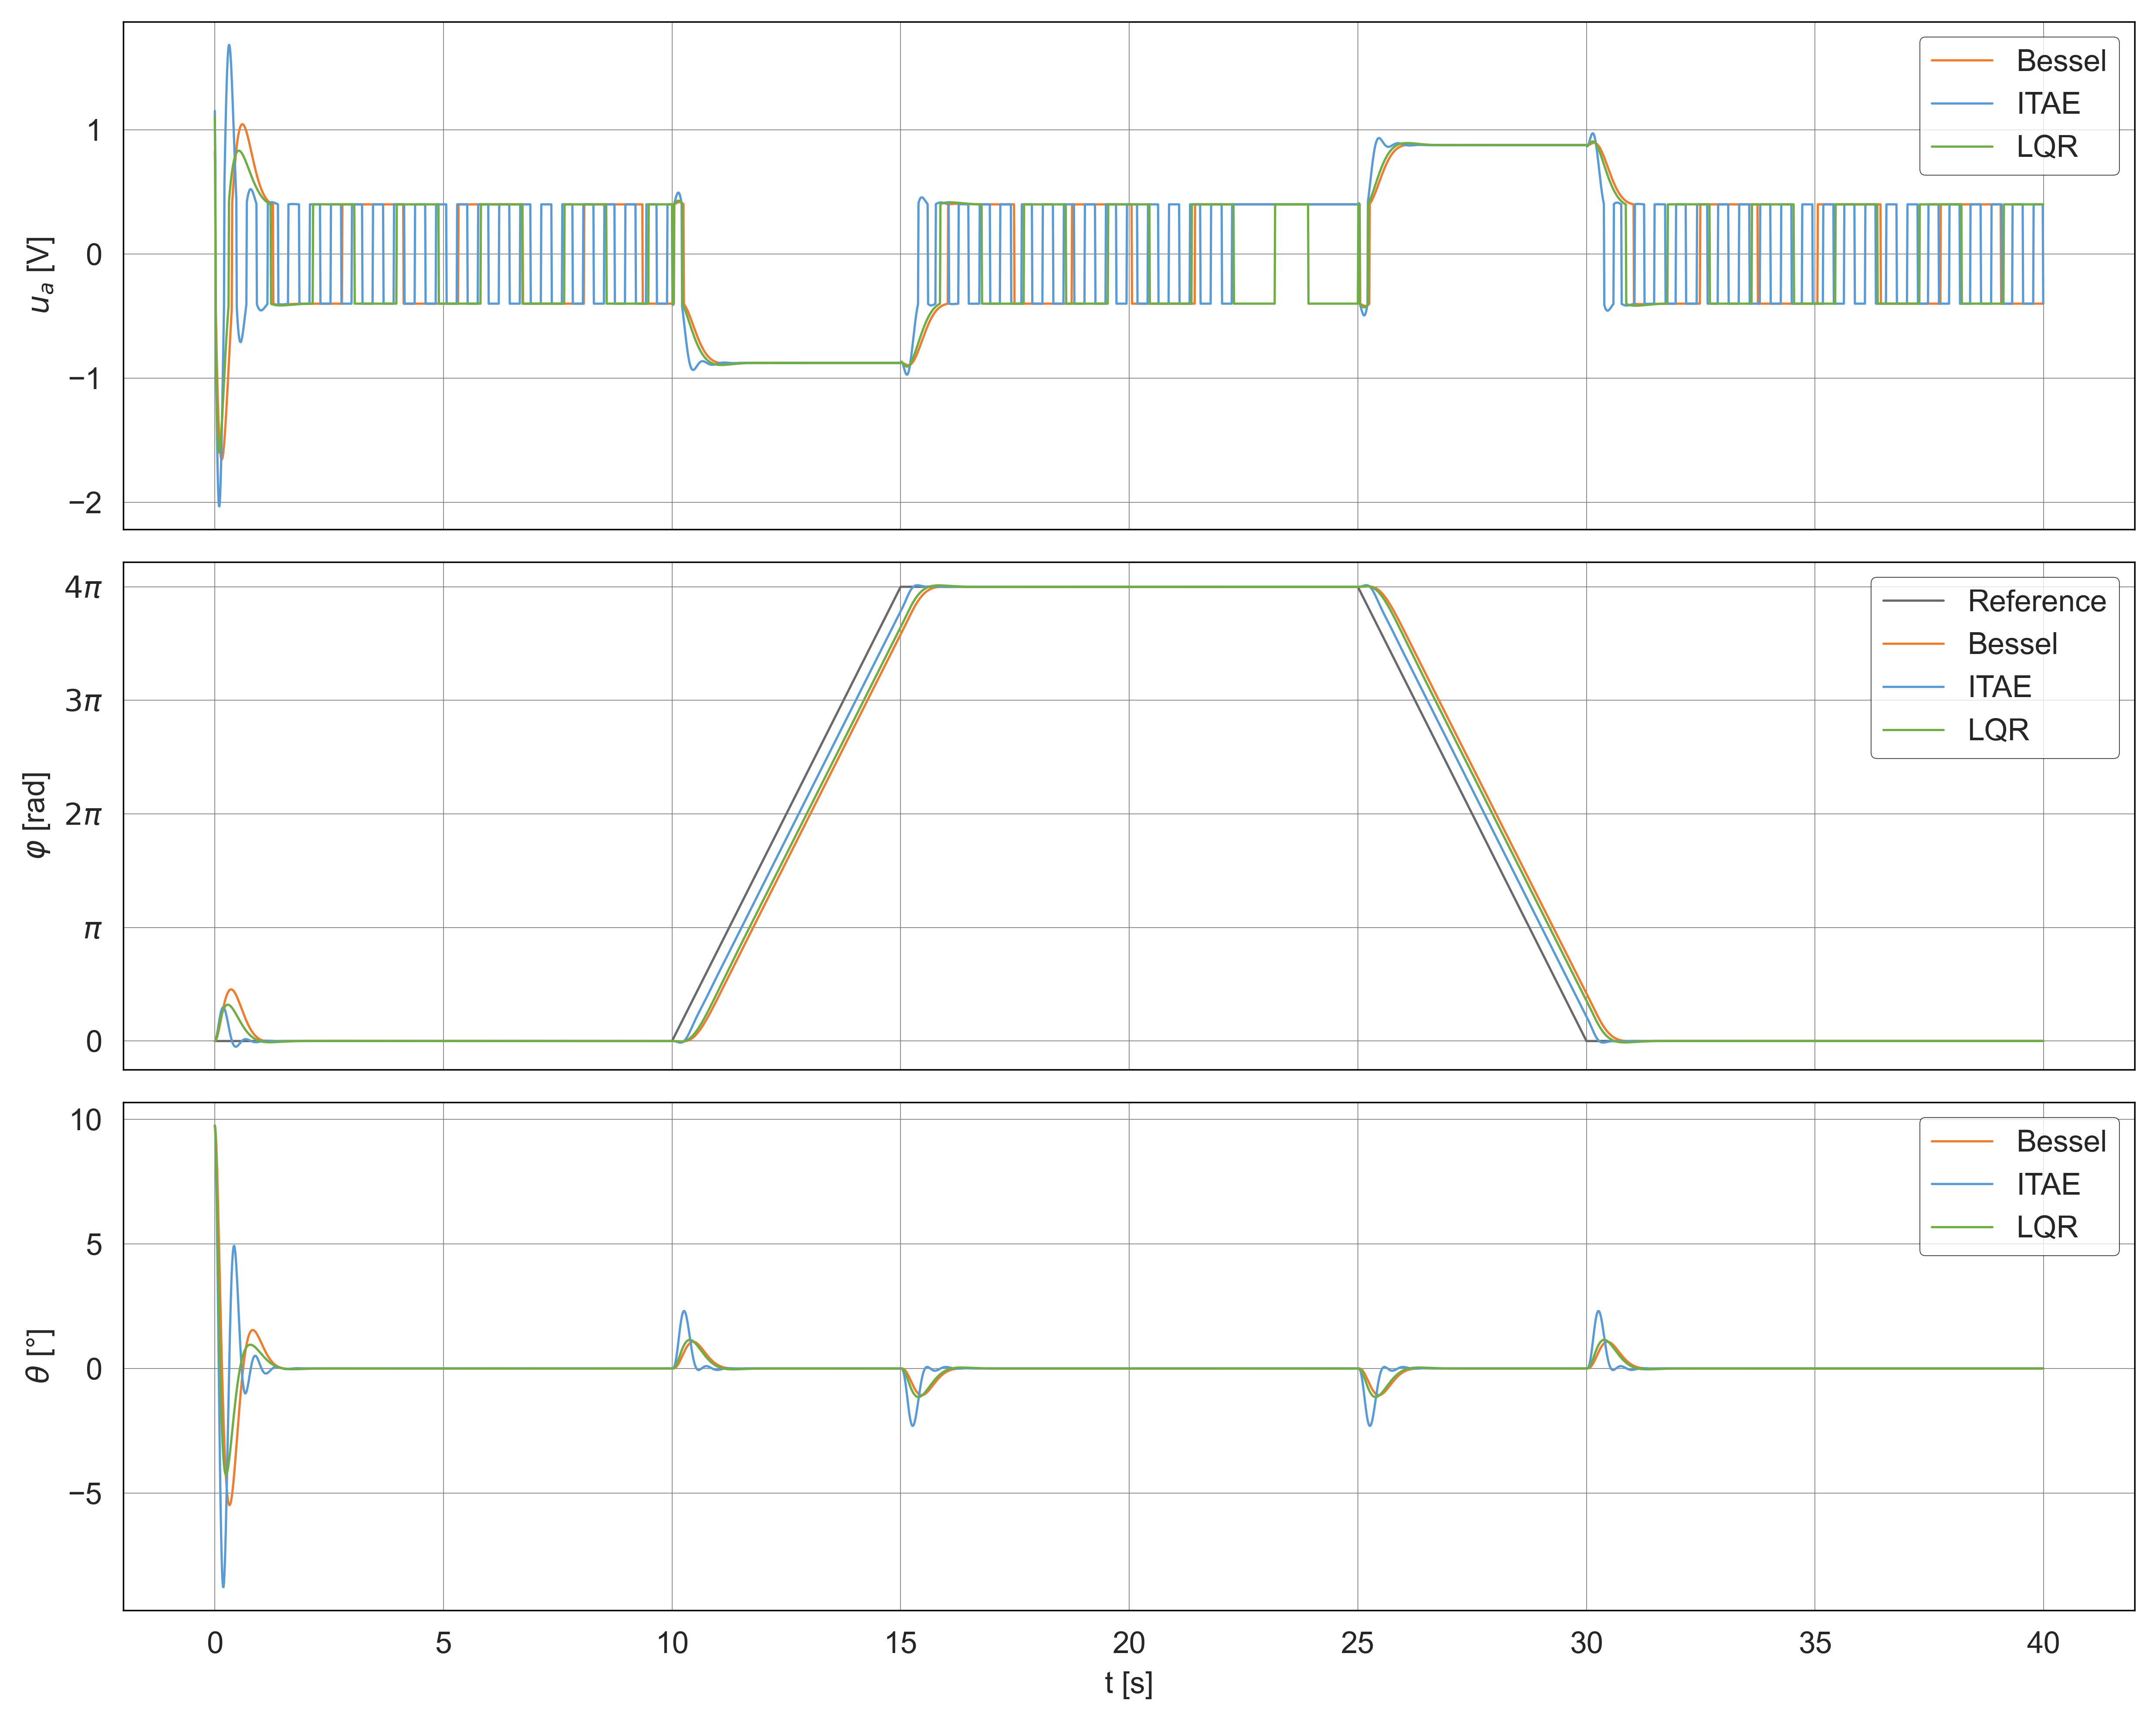 1
0
−1
−2
u_a [V]
Bessel
ITAE
LQR
4π
3π
2π
π
0
φ [rad]
Reference
Bessel
ITAE
LQR
10
5
0
−5
θ [°]
Bessel
ITAE
LQR
0 5 10 15 20 25 30 35 40
t [s]